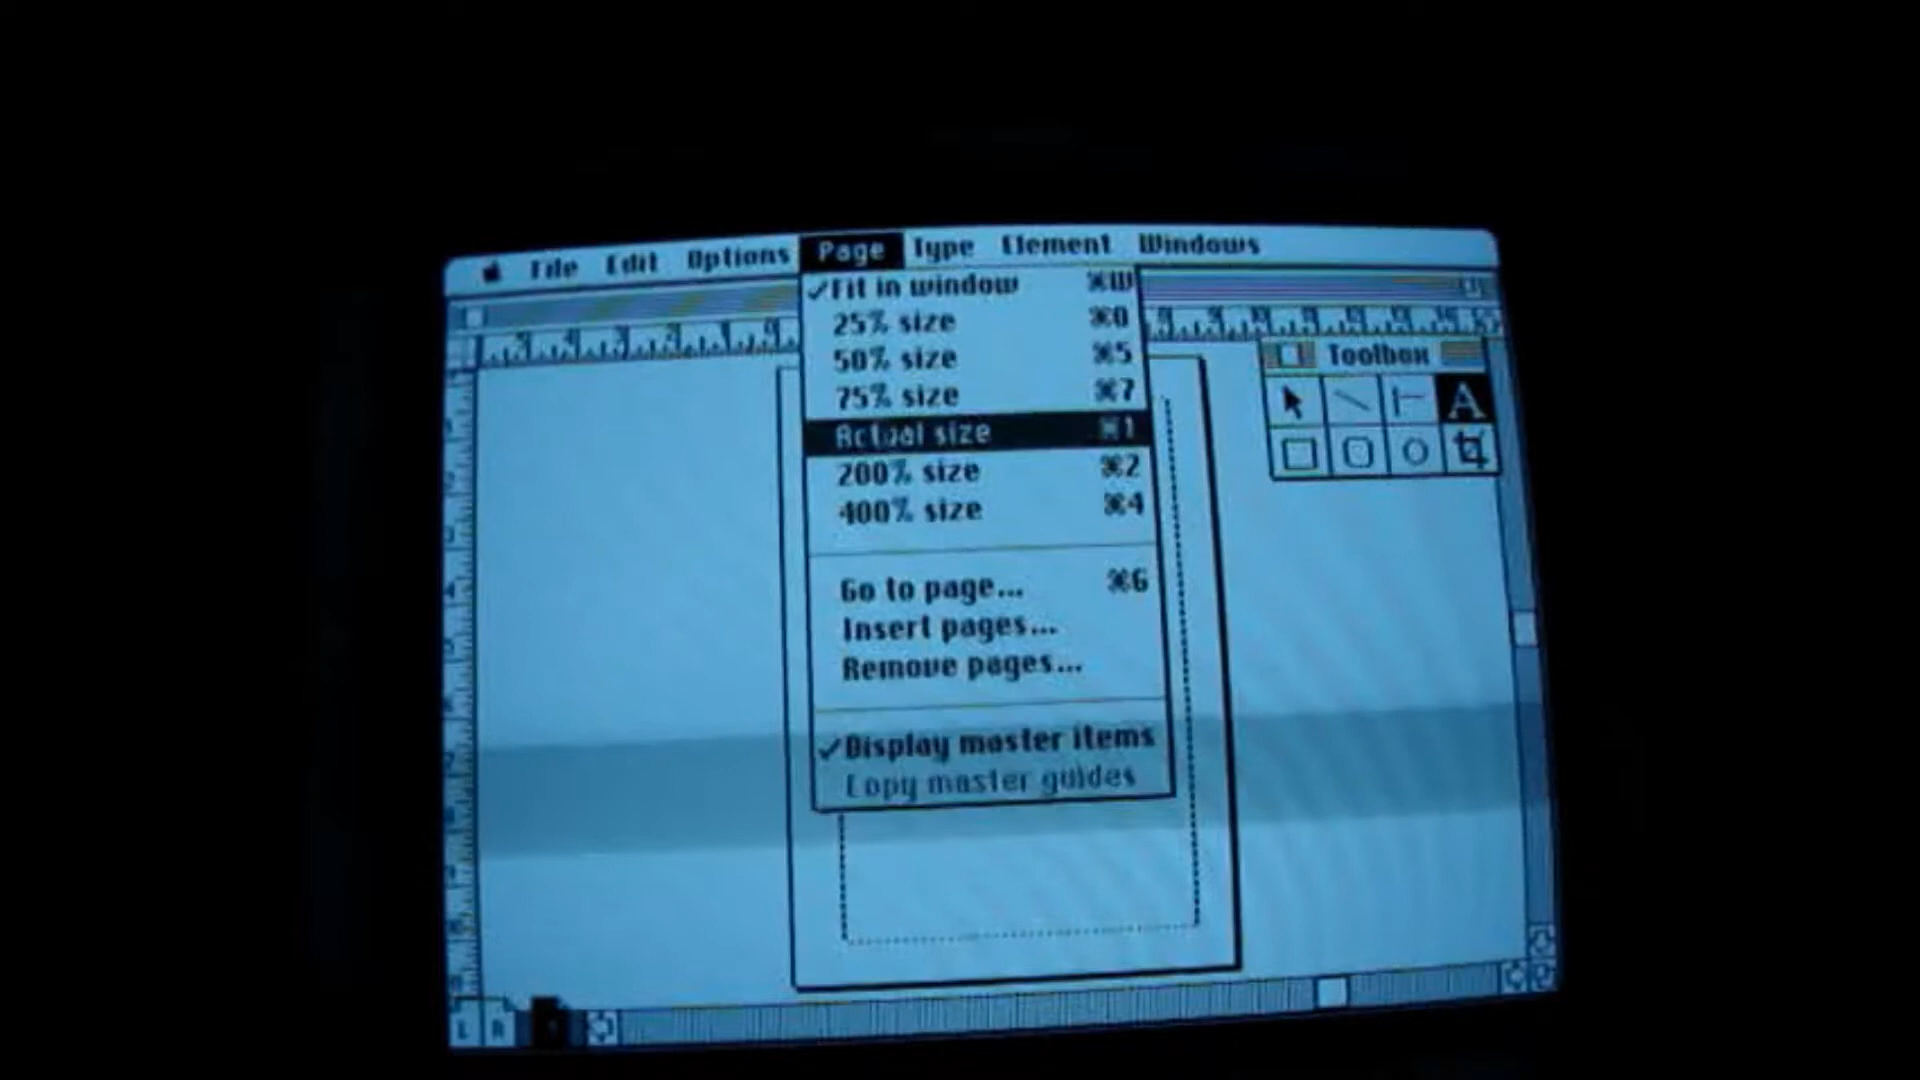 File Edit Options Page Type Element Windows
✓Fit in window ⌘W
25% size ⌘0
50% size ⌘5
75% size ⌘7
Actual size ⌘1
200% size ⌘2
400% size ⌘4
Go to page... ⌘G
Insert pages...
Remove pages...
✓Display master items
Copy master guides
Toolbox
A
L R